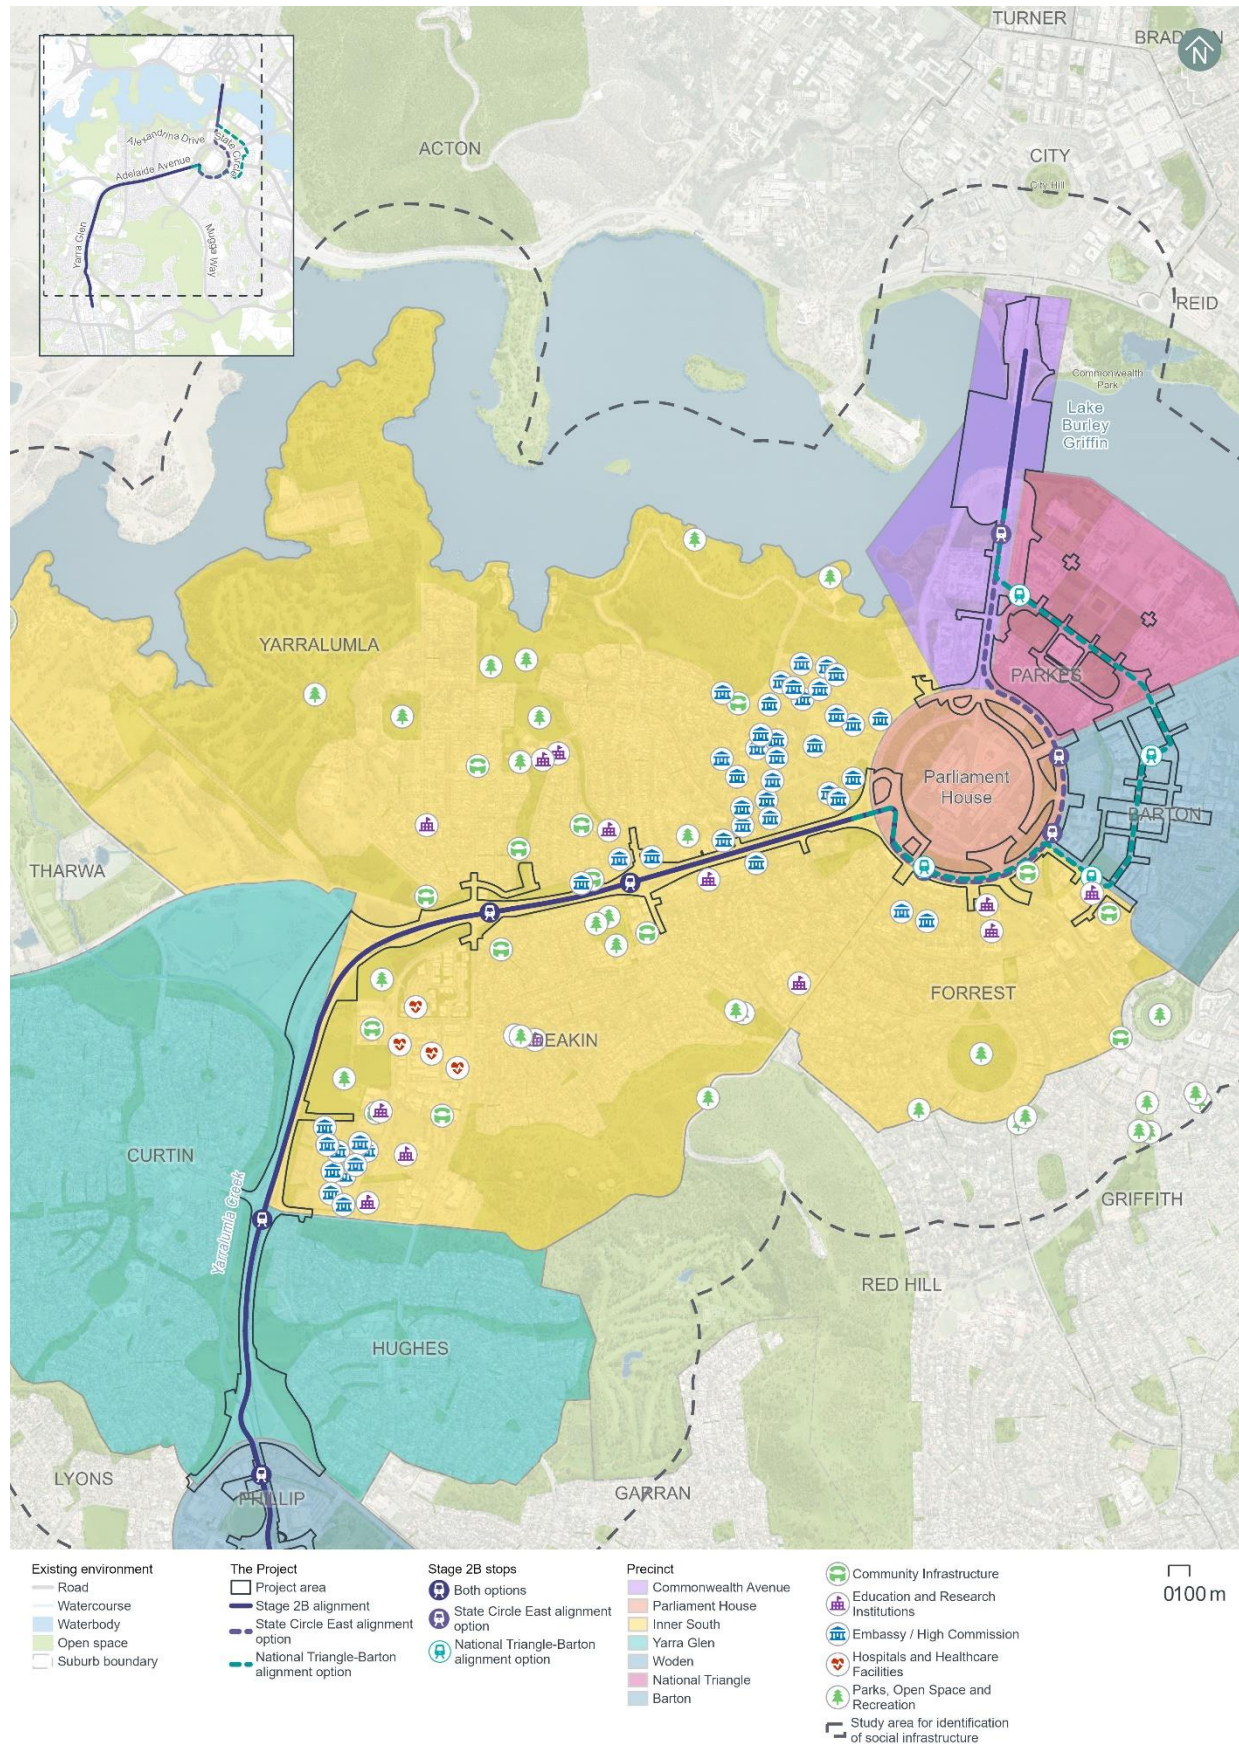 TURNER
BRADDON
N
ACTON
CITY
City Hill
REID
Commonwealth
Park
Lake
Burley
Griffin
Alexandrina Drive
State Circle
Adelaide Avenue
Yarra Glen
Mugga Way
YARRALUMLA
PARKES
Parliament
House
BARTON
THARWA
FORREST
DEAKIN
CURTIN
Yarralumla Creek
GRIFFITH
RED HILL
HUGHES
LYONS
PHILLIP
GARRAN
Existing environment
Road
Watercourse
Waterbody
Open space
Suburb boundary
The Project
Project area
Stage 2B alignment
State Circle East alignment
option
National Triangle-Barton
alignment option
Stage 2B stops
Both options
State Circle East alignment
option
National Triangle-Barton
alignment option
Precinct
Commonwealth Avenue
Parliament House
Inner South
Yarra Glen
Woden
National Triangle
Barton
Community Infrastructure
Education and Research
Institutions
Embassy / High Commission
Hospitals and Healthcare
Facilities
Parks, Open Space and
Recreation
Study area for identification
of social infrastructure
0100 m